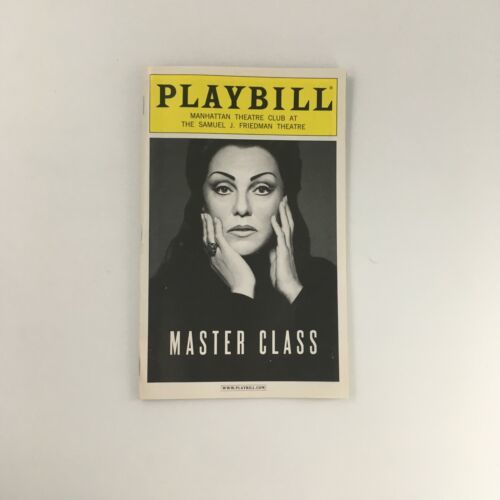 PLAYBILL®
MANHATTAN THEATRE CLUB AT
THE SAMUEL J. FRIEDMAN THEATRE
MASTER CLASS
WWW.PLAYBILL.COM